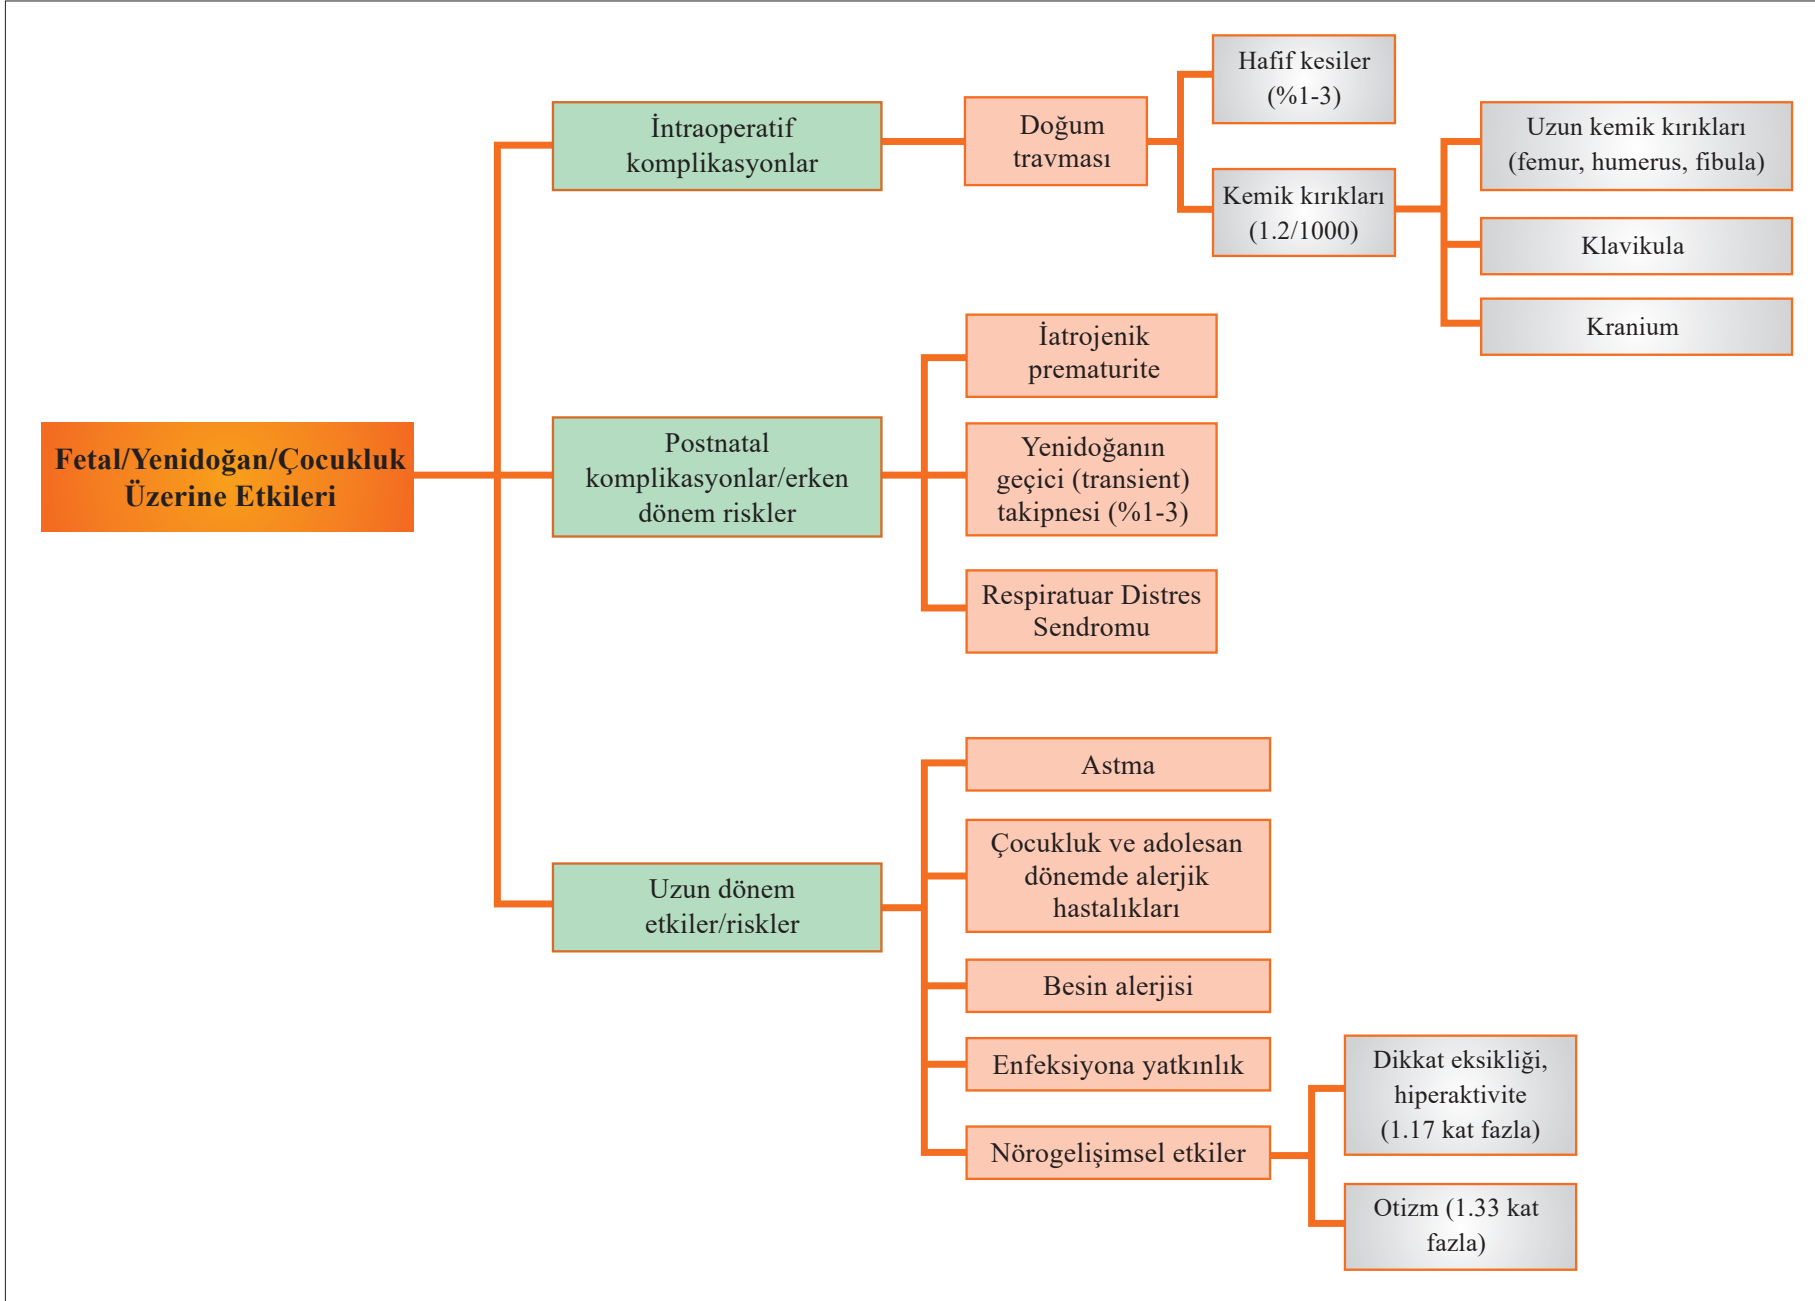 Fetal/Yenidoğan/Çocukluk
Üzerine Etkileri
İntraoperatif
komplikasyonlar
Doğum
travması
Hafif kesiler
(%1-3)
Kemik kırıkları
(1.2/1000)
Uzun kemik kırıkları
(femur, humerus, fibula)
Klavikula
Kranium
Postnatal
komplikasyonlar/erken
dönem riskler
İatrojenik
prematurite
Yenidoğanın
geçici (transient)
takipnesi (%1-3)
Respiratuar Distres
Sendromu
Uzun dönem
etkiler/riskler
Astma
Çocukluk ve adolesan
dönemde alerjik
hastalıkları
Besin alerjisi
Enfeksiyona yatkınlık
Nörogelişimsel etkiler
Dikkat eksikliği,
hiperaktivite
(1.17 kat fazla)
Otizm (1.33 kat
fazla)